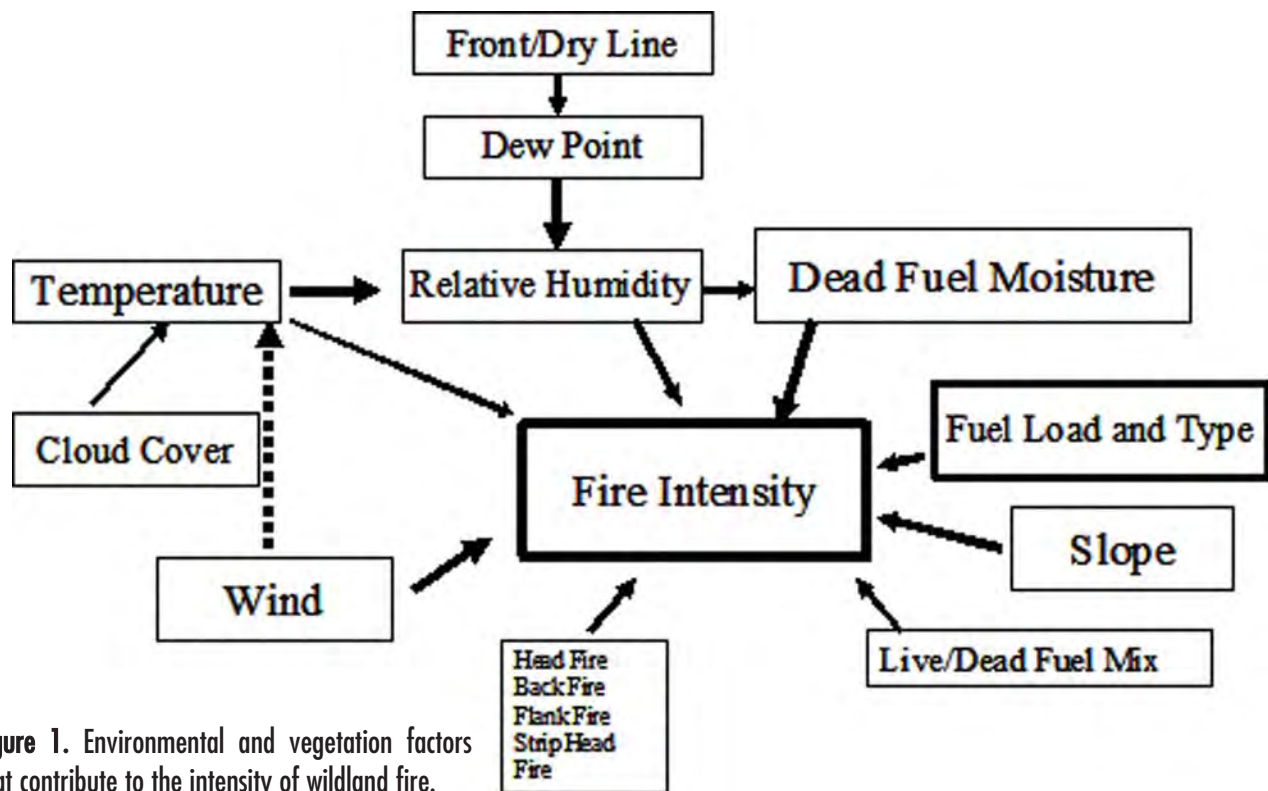 Front/Dry Line
Dew Point
Temperature
Relative Humidity
Dead Fuel Moisture
Cloud Cover
Fire Intensity
Fuel Load and Type
Slope
Wind
Live/Dead Fuel Mix
Head Fire
Back Fire
Flank Fire
Strip Head
Fire
gure 1. Environmental and vegetation factors
at contribute to the intensity of wildland fire.